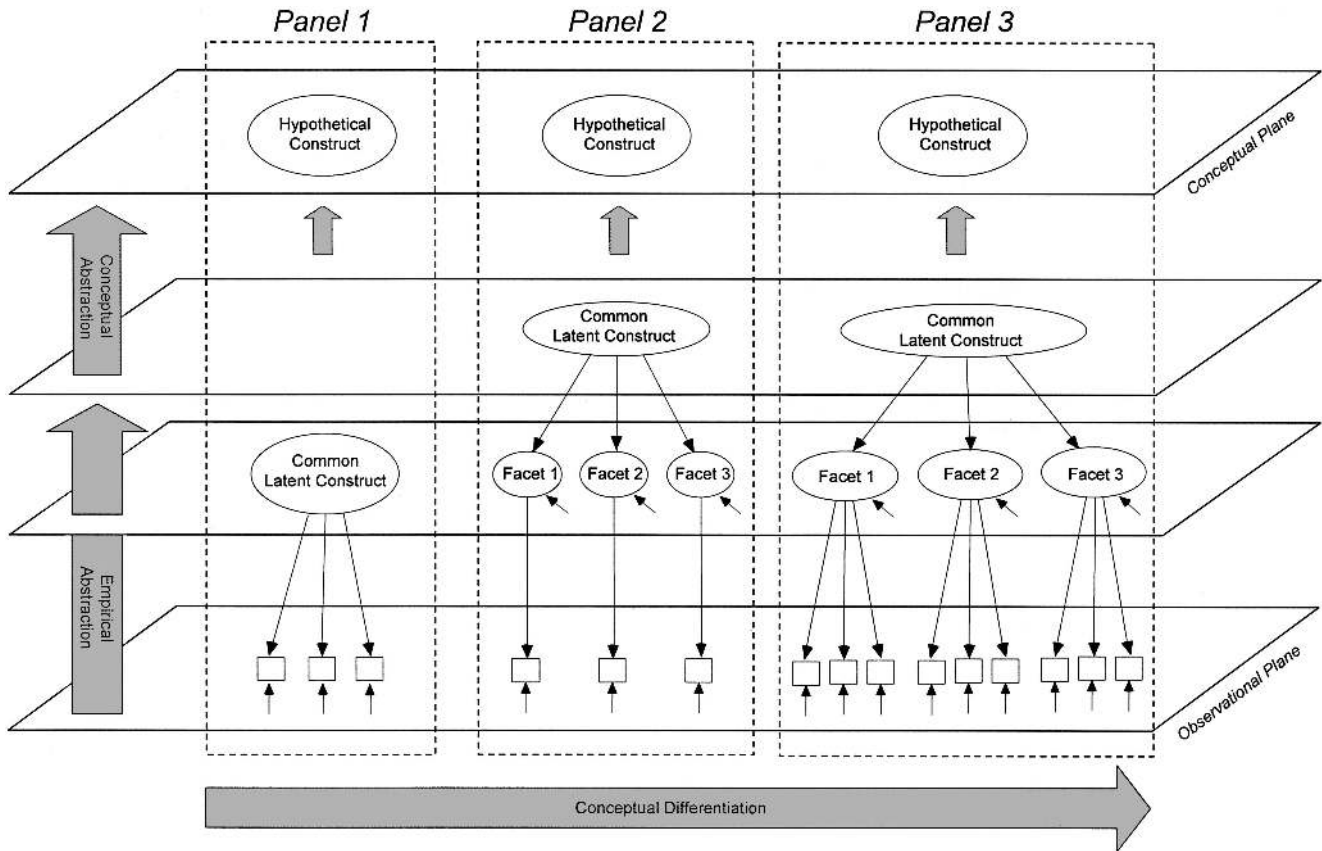 Panel 1
Panel 2
Panel 3
Hypothetical
Construct
Hypothetical
Construct
Hypothetical
Construct
Conceptual Plane
Conceptual
Abstraction
Common
Latent Construct
Common
Latent Construct
Common
Latent Construct
Facet 1
Facet 2
Facet 3
Facet 1
Facet 2
Facet 3
Empirical
Abstraction
Observational Plane
Conceptual Differentiation